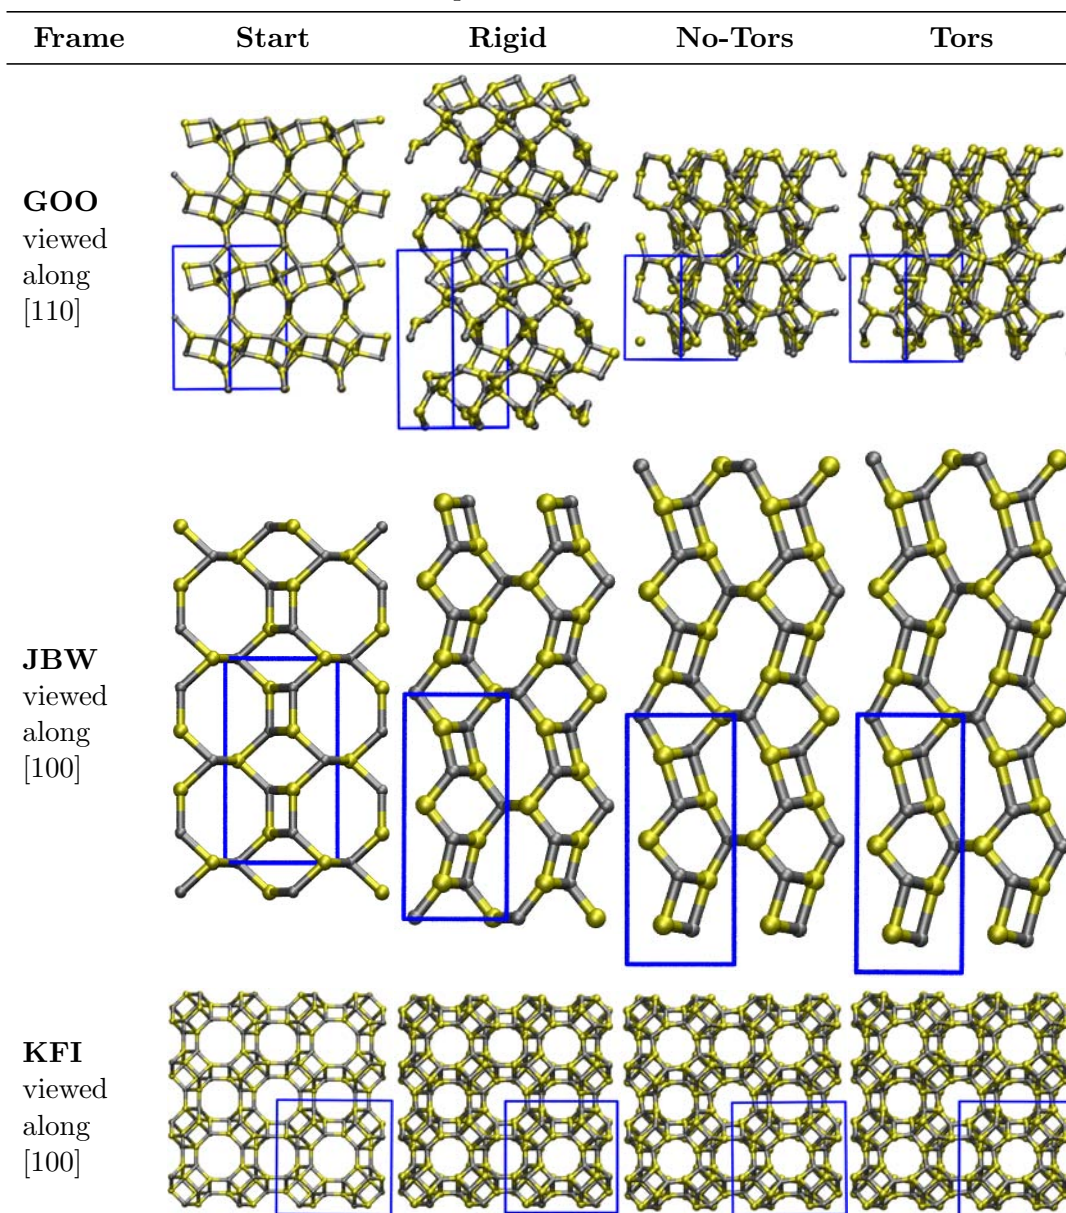 Frame Start Rigid No-Tors Tors
GOO
viewed
along
[110]
JBW
viewed
along
[100]
KFI
viewed
along
[100]